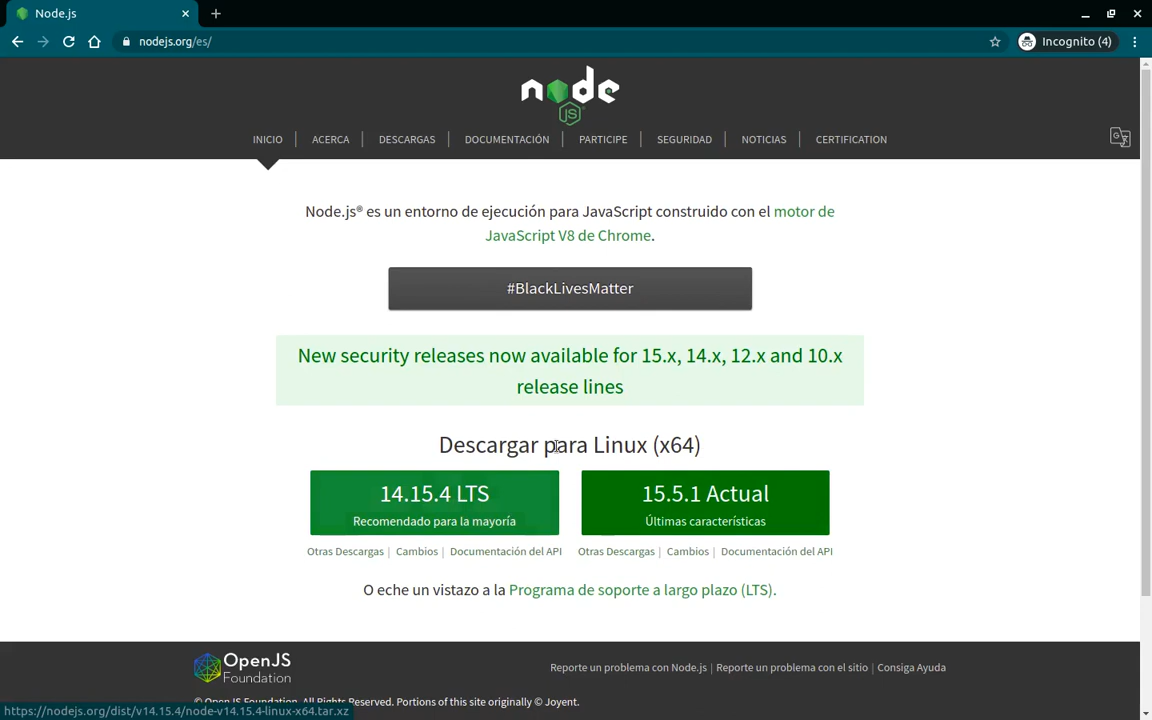 Node.js
nodejs.org/es/
Incognito (4)
node
JS
INICIO | ACERCA | DESCARGAS | DOCUMENTACIÓN | PARTICIPE | SEGURIDAD | NOTICIAS | CERTIFICATION
Node.js® es un entorno de ejecución para JavaScript construido con el motor de
JavaScript V8 de Chrome.
#BlackLivesMatter
New security releases now available for 15.x, 14.x, 12.x and 10.x
release lines
Descargar para Linux (x64)
14.15.4 LTS
Recomendado para la mayoría
15.5.1 Actual
Últimas características
Otras Descargas | Cambios | Documentación del API
Otras Descargas | Cambios | Documentación del API
O eche un vistazo a la Programa de soporte a largo plazo (LTS).
OpenJS
Foundation
Reporte un problema con Node.js | Reporte un problema con el sitio | Consiga Ayuda
© OpenJS Foundation. All Rights Reserved. Portions of this site originally © Joyent.
https://nodejs.org/dist/v14.15.4/node-v14.15.4-linux-x64.tar.xz